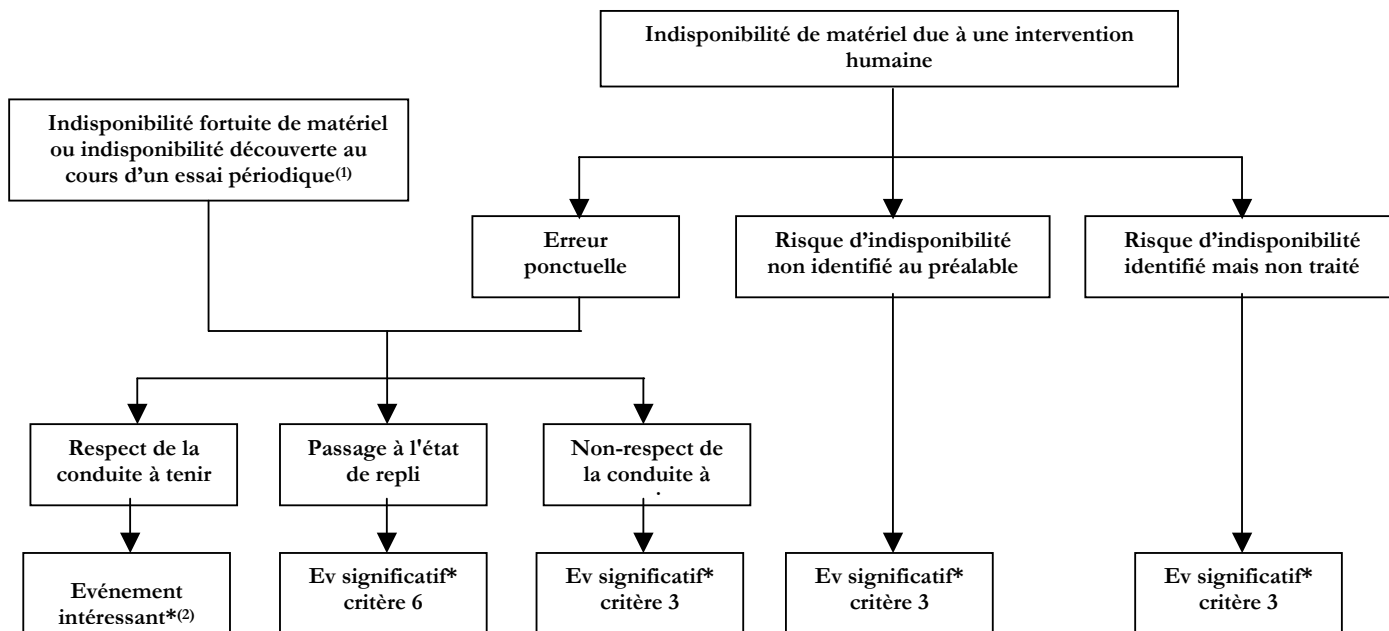 Indisponibilité de matériel due à une intervention
humaine
Indisponibilité fortuite de matériel
ou indisponibilité découverte au
cours d’un essai périodique(1)
Erreur
ponctuelle
Risque d’indisponibilité
non identifié au préalable
Risque d’indisponibilité
identifié mais non traité
Respect de la
conduite à tenir
Passage à l'état
de repli
Non-respect de
la conduite à
Evénement
intéressant*(2)
Ev significatif*
critère 6
Ev significatif*
critère 3
Ev significatif*
critère 3
Ev significatif*
critère 3